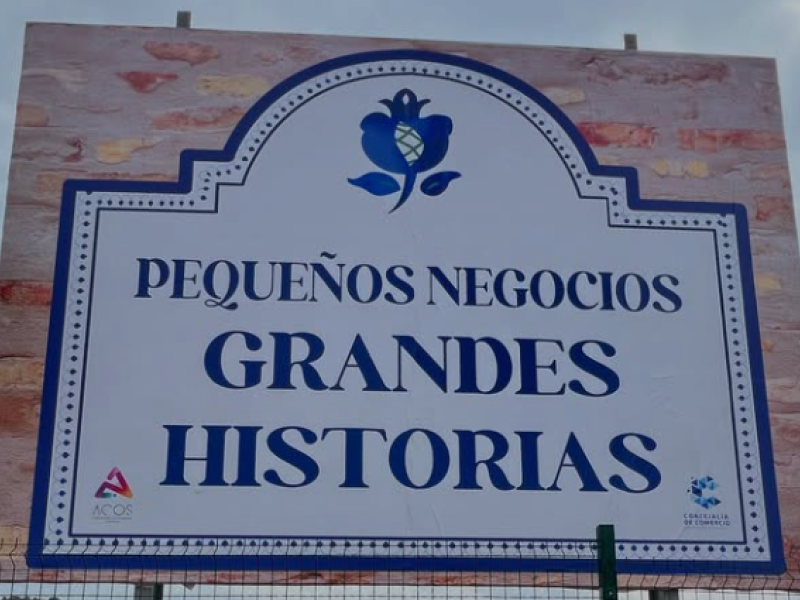 PEQUEÑOS NEGOCIOS
GRANDES
HISTORIAS
ACOS
CONCEJALÍA
DE COMERCIO